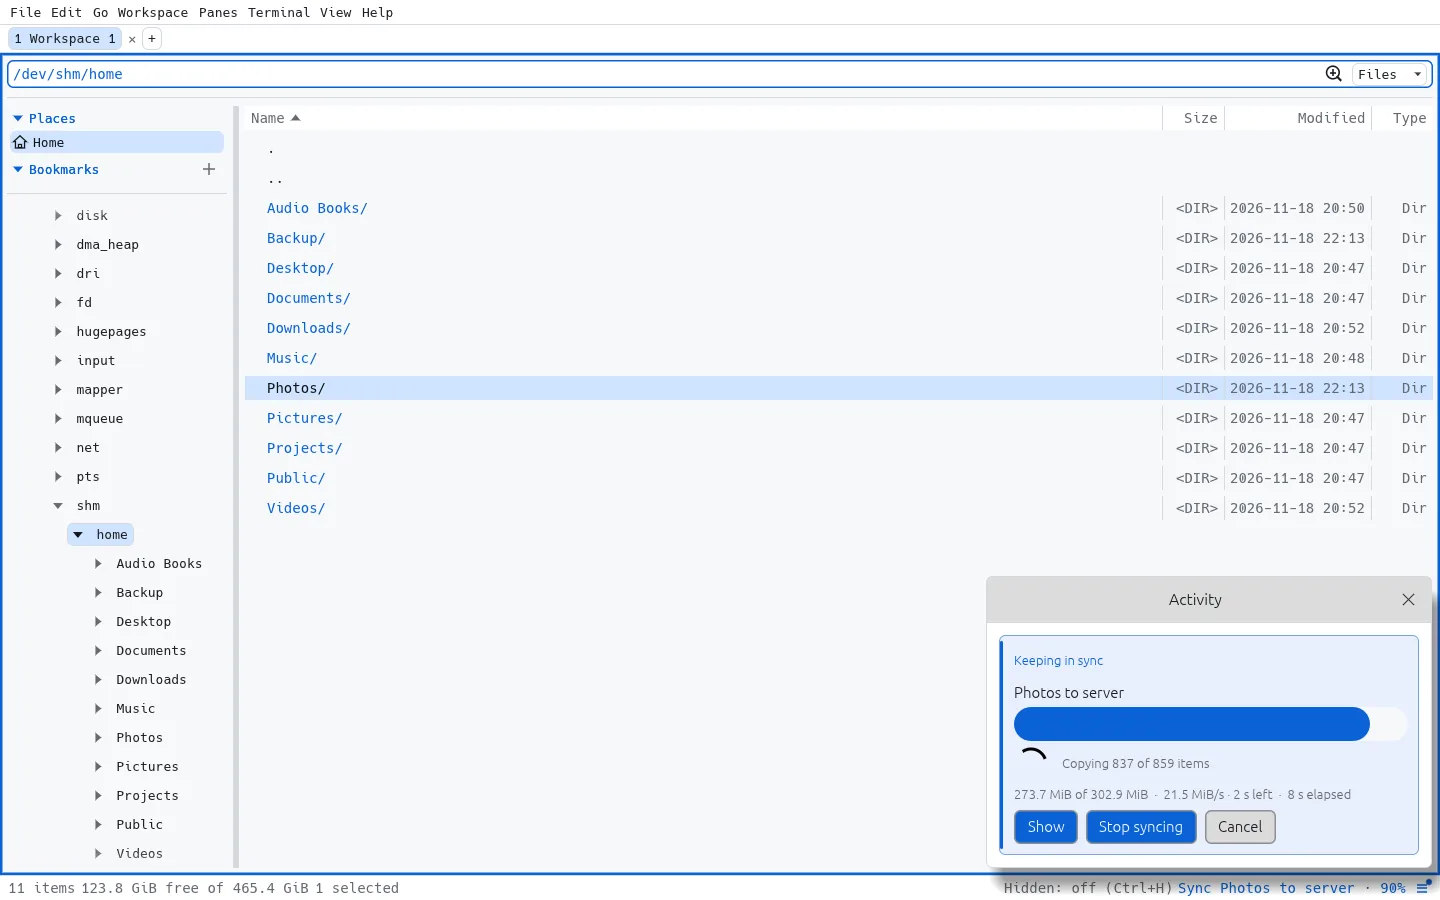 File Edit Go Workspace Panes Terminal View Help
1 Workspace 1 × +
/dev/shm/home Files
Places
Home
Bookmarks
disk
dma_heap
dri
fd
hugepages
input
mapper
mqueue
net
pts
shm
home
Audio Books
Backup
Desktop
Documents
Downloads
Music
Photos
Pictures
Projects
Public
Videos
Name Size Modified Type
.
..
Audio Books/ <DIR> 2026-11-18 20:50 Dir
Backup/ <DIR> 2026-11-18 22:13 Dir
Desktop/ <DIR> 2026-11-18 20:47 Dir
Documents/ <DIR> 2026-11-18 20:47 Dir
Downloads/ <DIR> 2026-11-18 20:52 Dir
Music/ <DIR> 2026-11-18 20:48 Dir
Photos/ <DIR> 2026-11-18 22:13 Dir
Pictures/ <DIR> 2026-11-18 20:47 Dir
Projects/ <DIR> 2026-11-18 20:47 Dir
Public/ <DIR> 2026-11-18 20:47 Dir
Videos/ <DIR> 2026-11-18 20:52 Dir
Activity
Keeping in sync
Photos to server
Copying 837 of 859 items
273.7 MiB of 302.9 MiB · 21.5 MiB/s · 2 s left · 8 s elapsed
Show Stop syncing Cancel
11 items 123.8 GiB free of 465.4 GiB 1 selected Hidden: off (Ctrl+H) Sync Photos to server · 90%